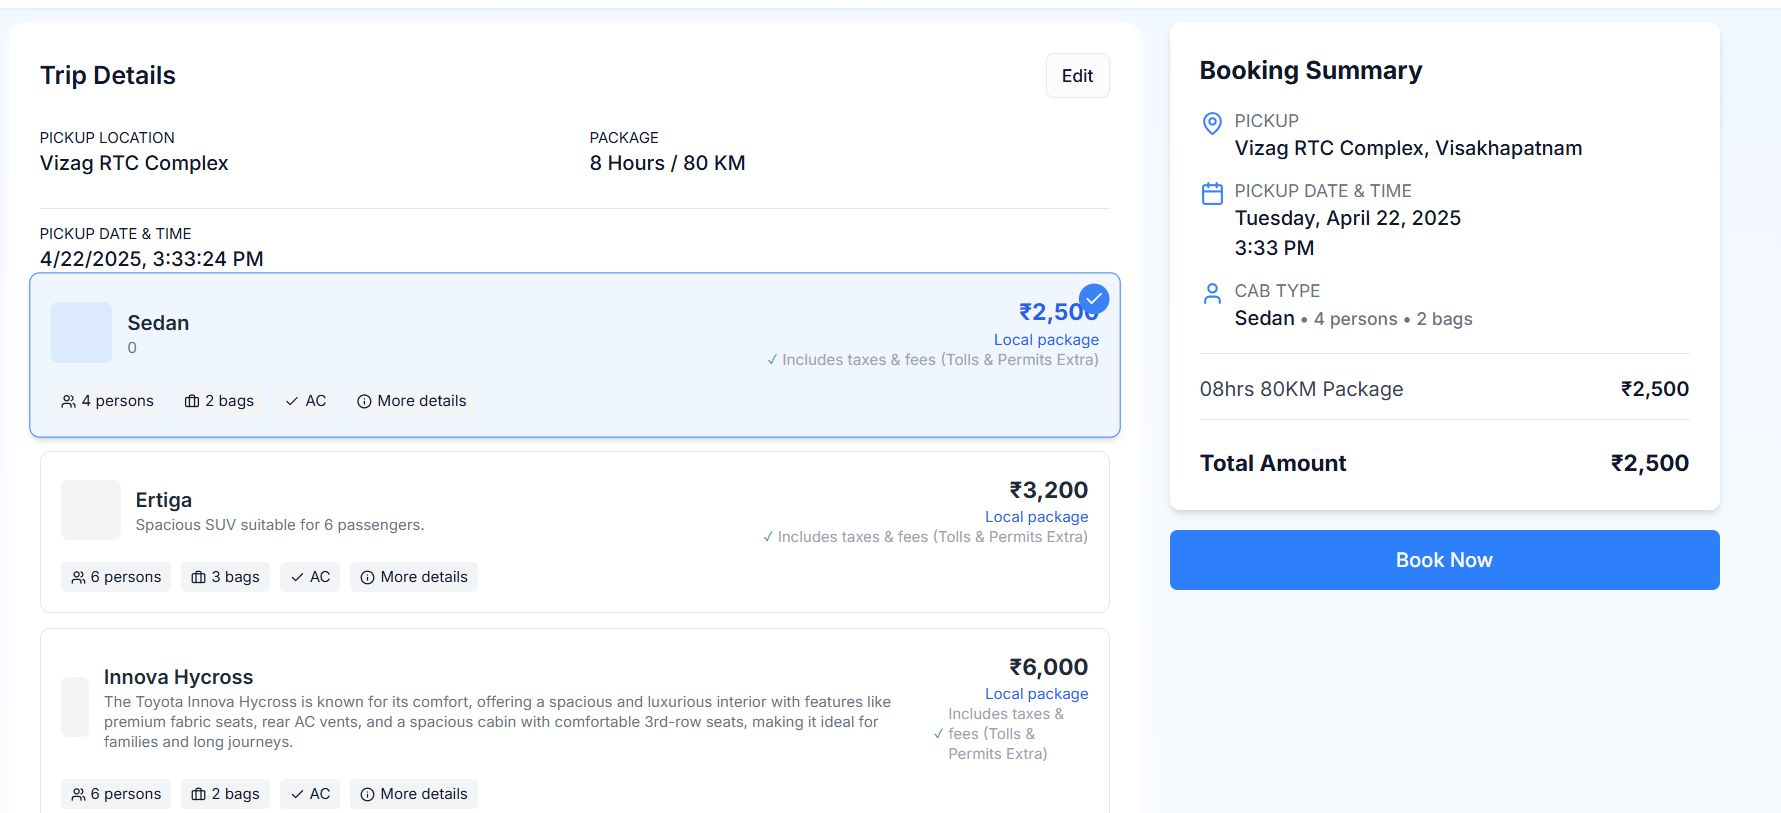 Trip Details
Edit
PICKUP LOCATION
Vizag RTC Complex
PACKAGE
8 Hours / 80 KM
PICKUP DATE & TIME
4/22/2025, 3:33:24 PM
Sedan
0
₹2,500
Local package
✓ Includes taxes & fees (Tolls & Permits Extra)
4 persons
2 bags
AC
More details
Ertiga
Spacious SUV suitable for 6 passengers.
₹3,200
Local package
✓ Includes taxes & fees (Tolls & Permits Extra)
6 persons
3 bags
AC
More details
Innova Hycross
The Toyota Innova Hycross is known for its comfort, offering a spacious and luxurious interior with features like
premium fabric seats, rear AC vents, and a spacious cabin with comfortable 3rd-row seats, making it ideal for
families and long journeys.
₹6,000
Local package
Includes taxes &
✓ fees (Tolls &
Permits Extra)
6 persons
2 bags
AC
More details
Booking Summary
PICKUP
Vizag RTC Complex, Visakhapatnam
PICKUP DATE & TIME
Tuesday, April 22, 2025
3:33 PM
CAB TYPE
Sedan • 4 persons • 2 bags
08hrs 80KM Package
₹2,500
Total Amount
₹2,500
Book Now